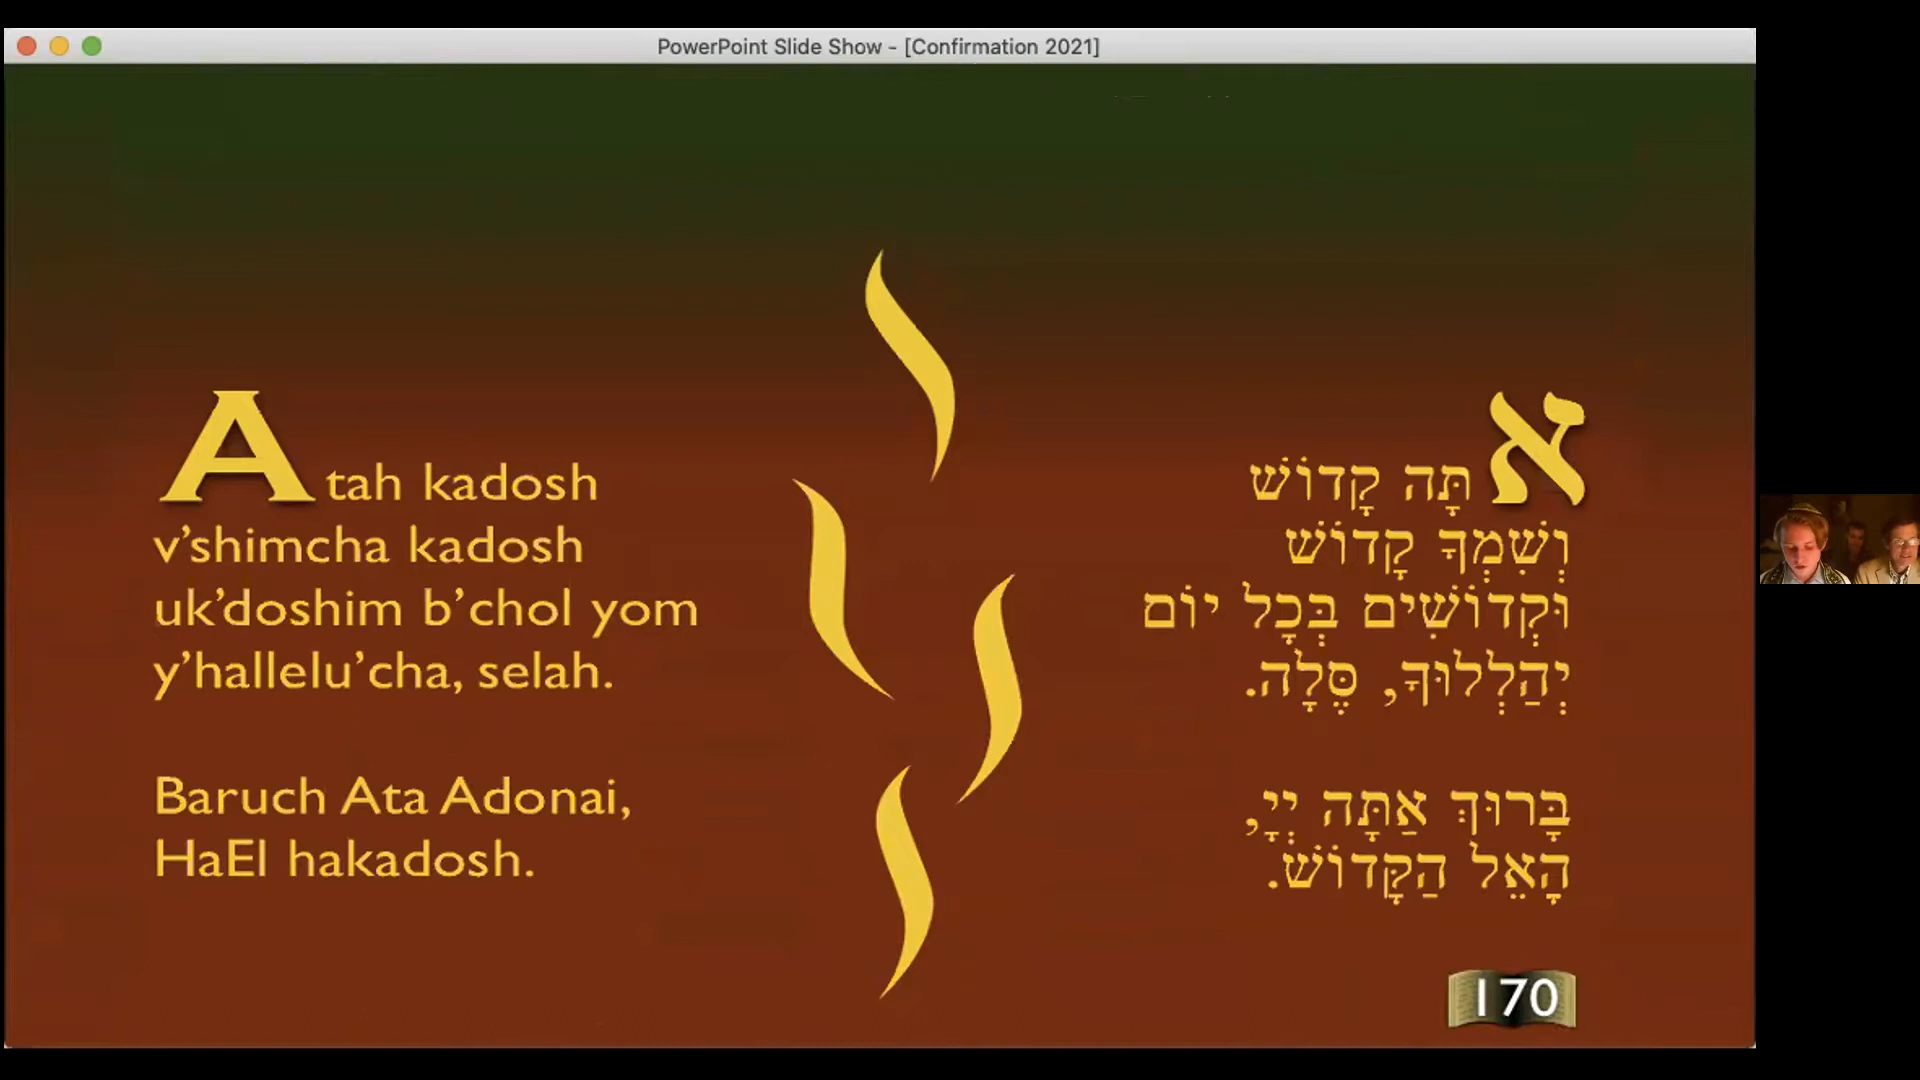 PowerPoint Slide Show - [Confirmation 2021]
Atah kadosh
v’shimcha kadosh
uk’doshim b’chol yom
y’hallelu’cha, selah.
Baruch Ata Adonai,
HaEl hakadosh.
אתָּה קָדוֹשׁ
וְשִׁמְךָ קָדוֹשׁ
וּקְדוֹשִׁים בְּכָל יוֹם
יְהַלְלוּךָ, סֶּלָה.
בָּרוּךְ אַתָּה יְיָ,
הָאֵל הַקָּדוֹשׁ.
170